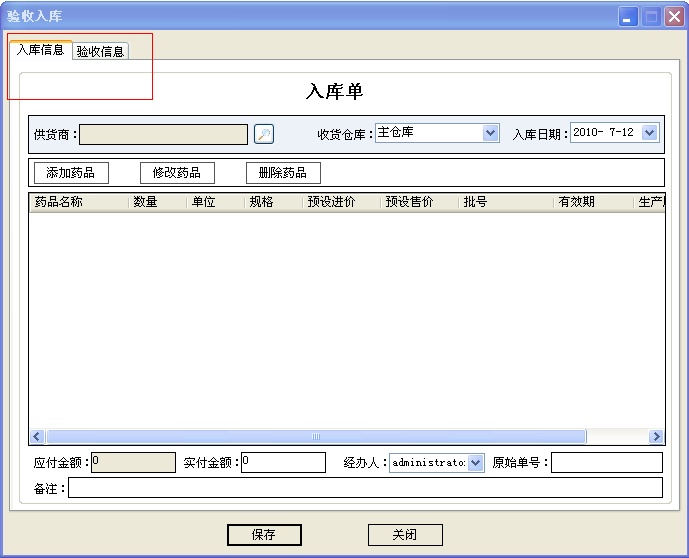 验收入库
入库信息 验收信息
入库单
供货商： 收货仓库：主仓库 入库日期：2010- 7-12
添加药品 修改药品 删除药品
药品名称 数量 单位 规格 预设进价 预设售价 批号 有效期 生产
应付金额：0 实付金额：0 经办人：administrato 原始单号：
备注：
保存 关闭